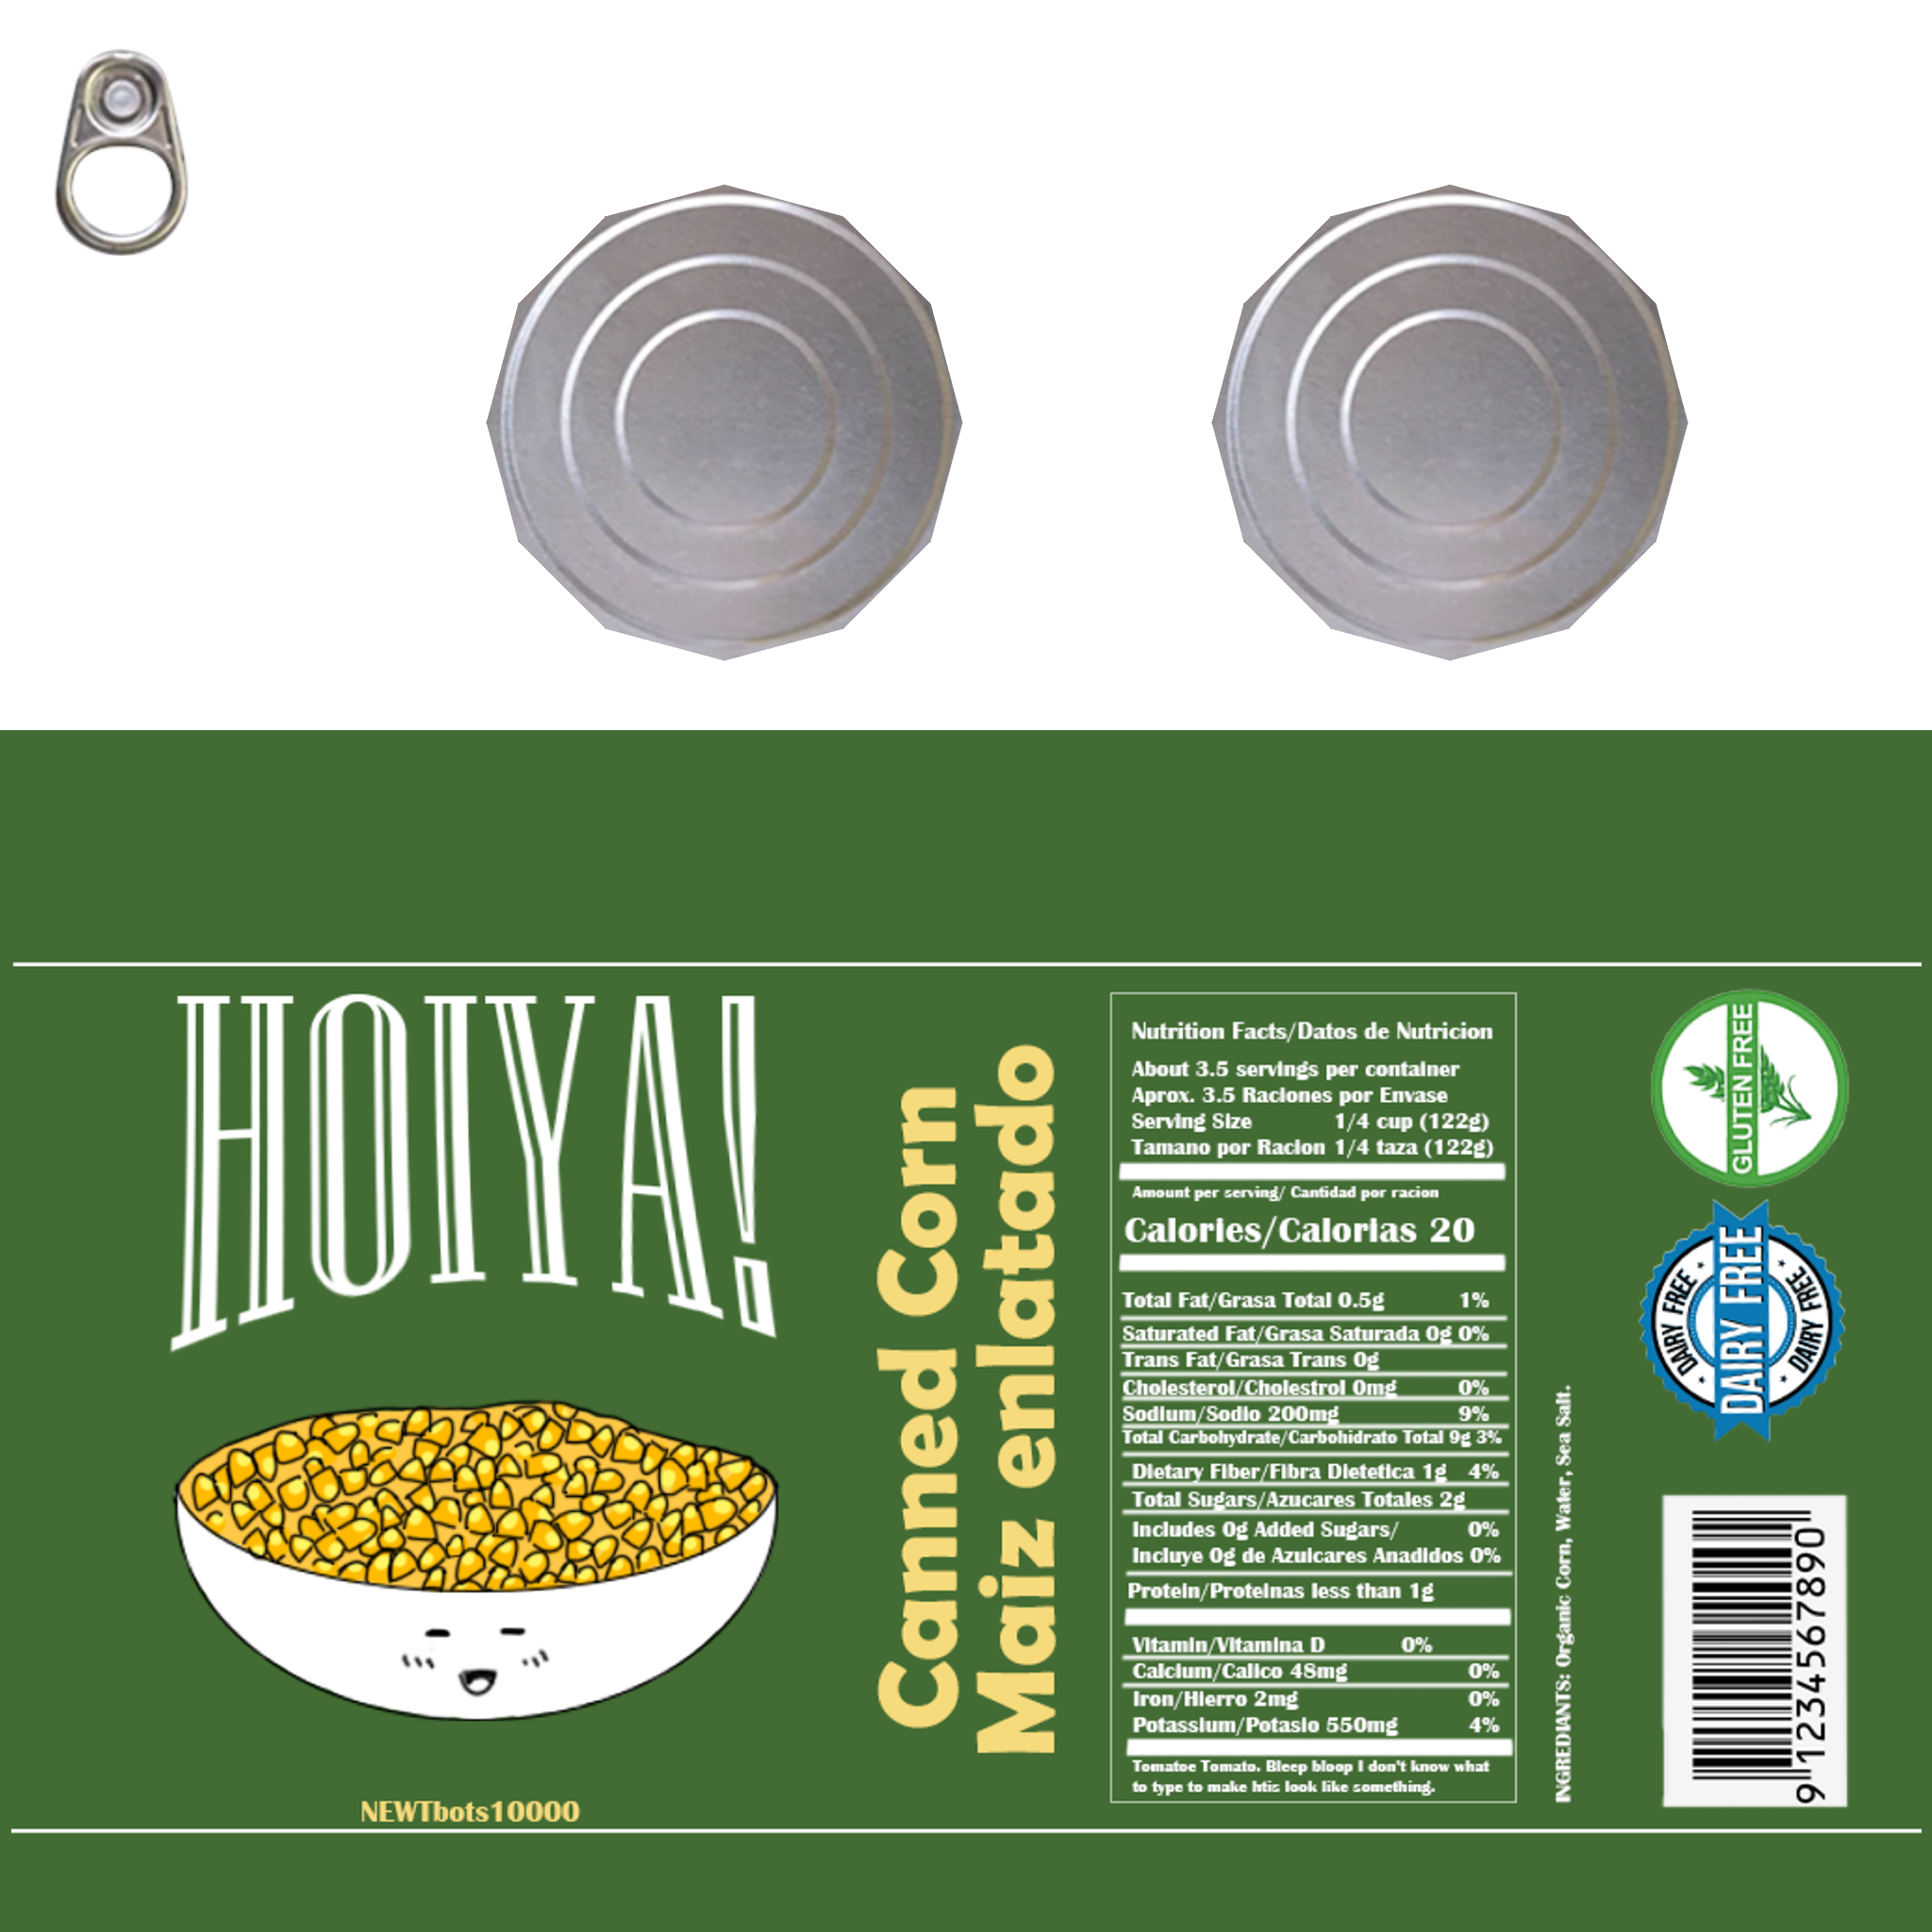 HOIYA!
NEWTbots10000
Canned Corn
Maiz enlatado
Nutrition Facts/Datos de Nutricion
About 3.5 servings per container
Aprox. 3.5 Raciones por Envase
Serving Size 1/4 cup (122g)
Tamano por Racion 1/4 taza (122g)
Amount per serving/ Cantidad por racion
Calories/Calorias 20
Total Fat/Grasa Total 0.5g 1%
Saturated Fat/Grasa Saturada 0g 0%
Trans Fat/Grasa Trans 0g
Cholesterol/Cholestrol 0mg 0%
Sodium/Sodio 200mg 9%
Total Carbohydrate/Carbohidrato Total 9g 3%
Dietary Fiber/Fibra Dietetica 1g 4%
Total Sugars/Azucares Totales 2g
Includes 0g Added Sugars/ 0%
Incluye 0g de Azulcares Anadidos 0%
Protein/Proteinas less than 1g
Vitamin/Vitamina D 0%
Calcium/Calico 48mg 0%
Iron/Hierro 2mg 0%
Potassium/Potasio 550mg 4%
Tomatoe Tomato. Bleep bloop I don't know what
to type to make htis look like something.
INGREDIANTS: Organic Corn, Water, Sea Salt.
GLUTEN FREE
DAIRY FREE
DAIRY FREE
DAIRY FREE
9 1234567890